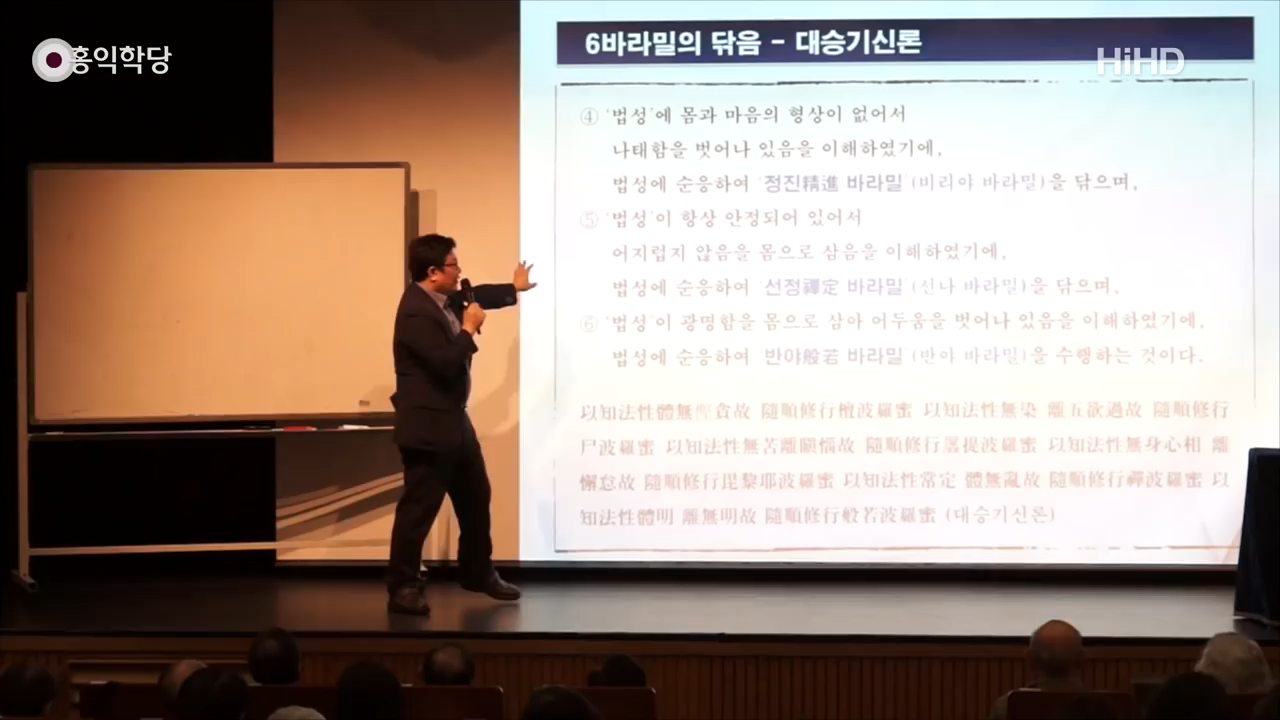 홍익학당
HiHD
6바라밀의 닦음 - 대승기신론
④ '법성'에 몸과 마음의 형상이 없어서
나태함을 벗어나 있음을 이해하였기에,
법성에 순응하여 '정진精進 바라밀'(비리야 바라밀)을 닦으며,
⑤ '법성'이 항상 안정되어 있어서
어지럽지 않음을 몸으로 삼음을 이해하였기에,
법성에 순응하여 '선정禪定 바라밀'(선나 바라밀)을 닦으며,
⑥ '법성'이 광명함을 몸으로 삼아 어두움을 벗어나 있음을 이해하였기에,
법성에 순응하여 '반야般若 바라밀'(반야 바라밀)을 수행하는 것이다.
以知法性體無慳貪故 隨順修行檀波羅蜜 以知法性無染 離五欲過故 隨順修行
尸波羅蜜 以知法性無苦離瞋惱故 隨順修行羼提波羅蜜 以知法性無身心相 離
懈怠故 隨順修行毘黎耶波羅蜜 以知法性常定 體無亂故 隨順修行禪波羅蜜 以
知法性體明 離無明故 隨順修行般若波羅蜜 (대승기신론)